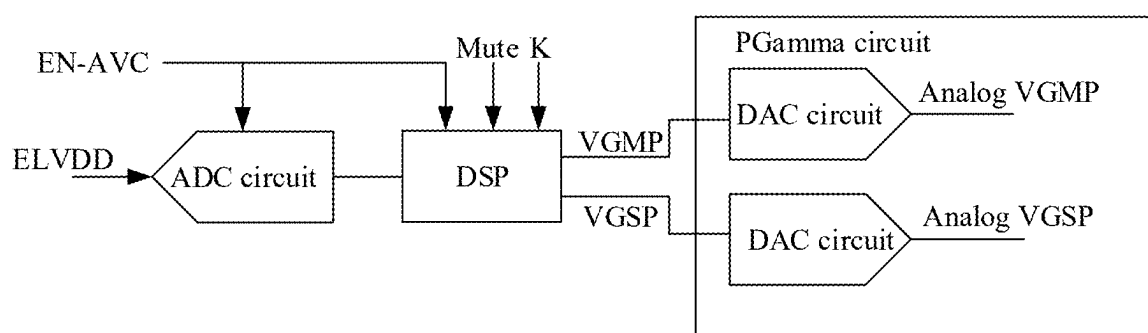 EN-AVC
Mute K
PGamma circuit
ELVDD
ADC circuit
DSP
VGMP
DAC circuit
Analog VGMP
VGSP
DAC circuit
Analog VGSP